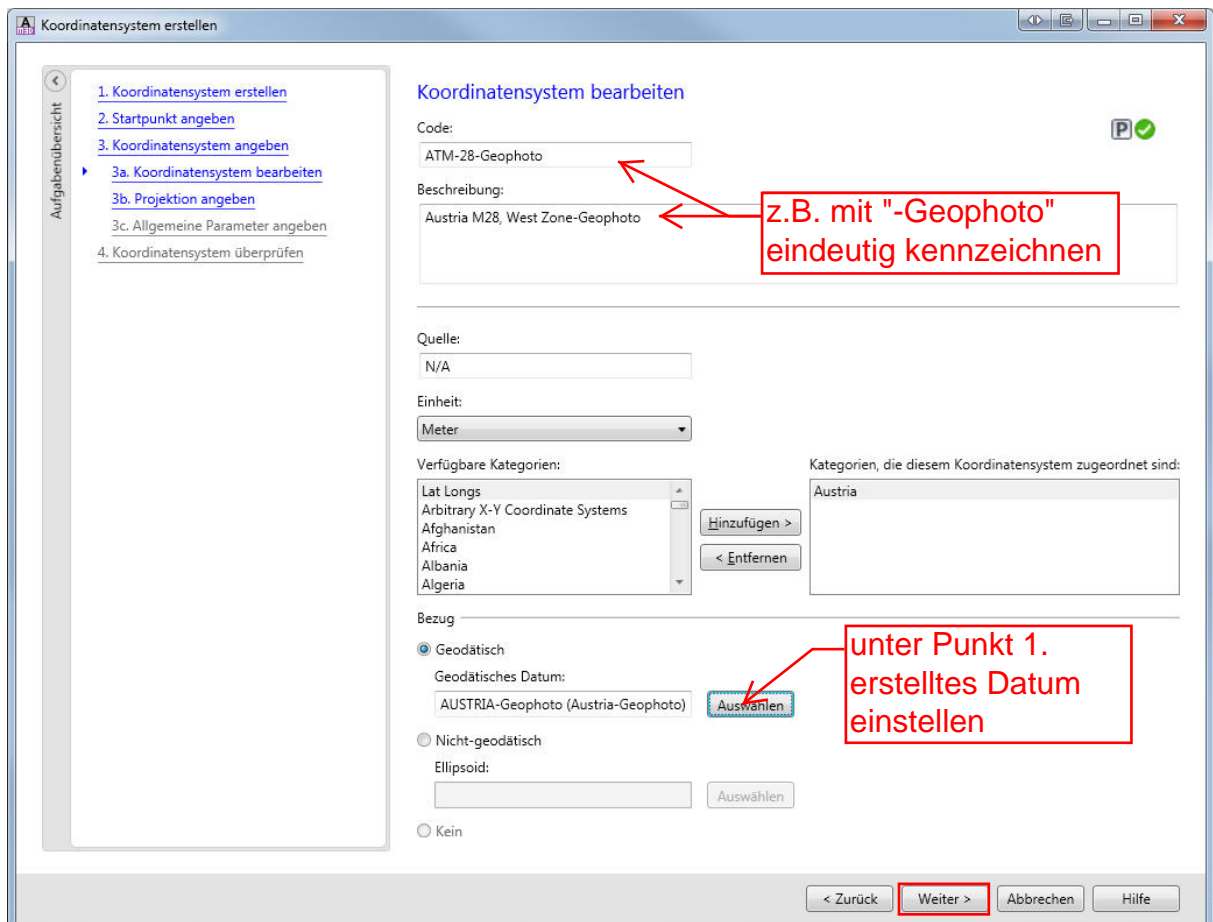 Koordinatensystem erstellen
Aufgabenübersicht
1. Koordinatensystem erstellen
2. Startpunkt angeben
3. Koordinatensystem angeben
3a. Koordinatensystem bearbeiten
3b. Projektion angeben
3c. Allgemeine Parameter angeben
4. Koordinatensystem überprüfen
Koordinatensystem bearbeiten
Code:
P
ATM-28-Geophoto
Beschreibung:
Austria M28, West Zone-Geophoto
z.B. mit "-Geophoto"
eindeutig kennzeichnen
Quelle:
N/A
Einheit:
Meter
Verfügbare Kategorien:
Lat Longs
Arbitrary X-Y Coordinate Systems
Afghanistan
Africa
Albania
Algeria
Hinzufügen >
< Entfernen
Kategorien, die diesem Koordinatensystem zugeordnet sind:
Austria
Bezug
Geodätisch
Geodätisches Datum:
AUSTRIA-Geophoto (Austria-Geophoto)
Auswählen
unter Punkt 1.
erstelltes Datum
einstellen
Nicht-geodätisch
Ellipsoid:
Auswählen
Kein
< Zurück
Weiter >
Abbrechen
Hilfe